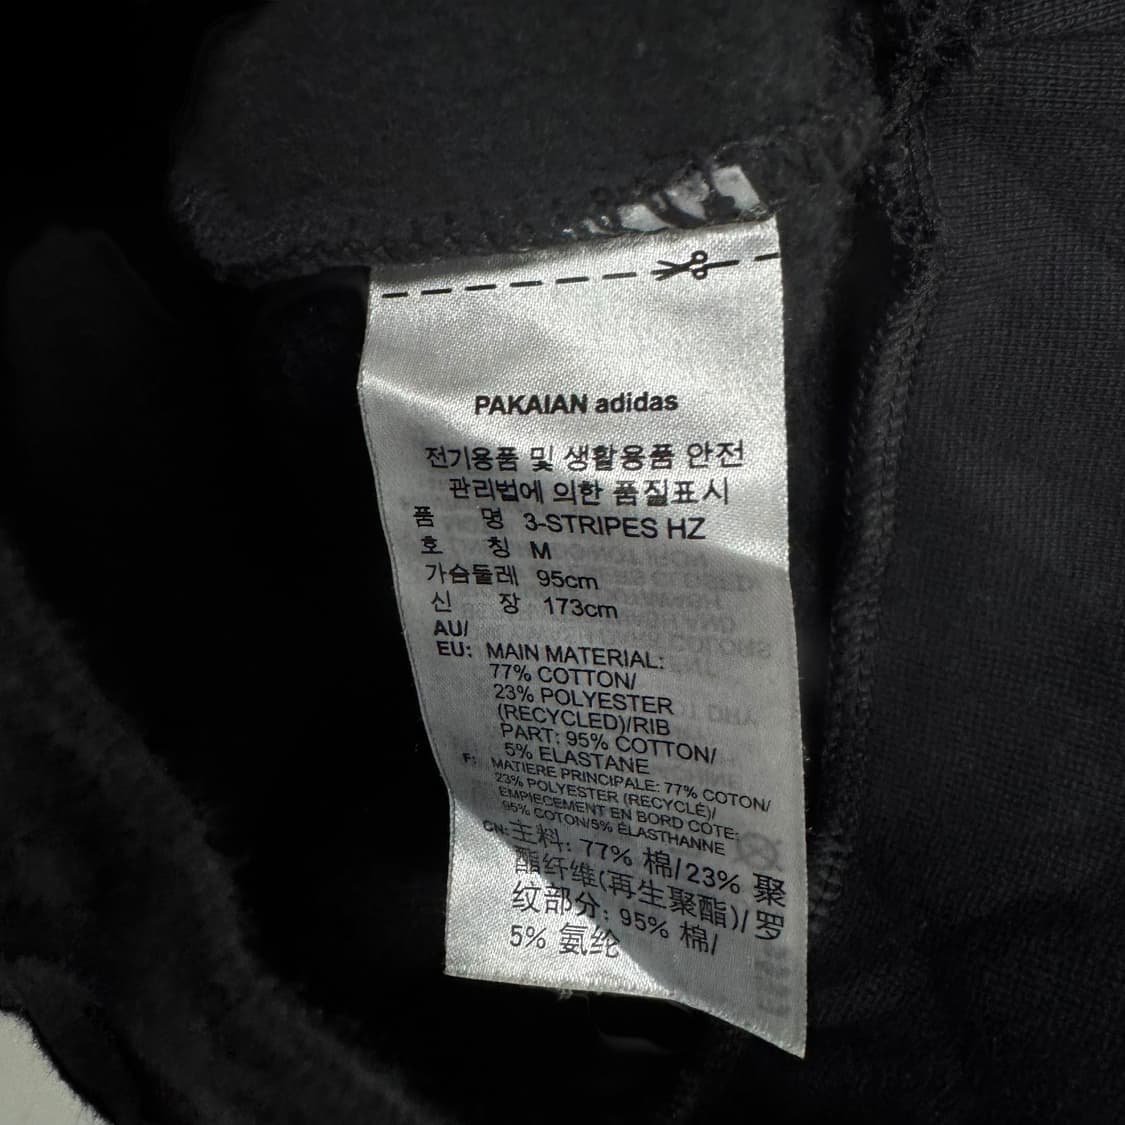 PAKAIAN adidas
전기용품 및 생활용품 안전
관리법에 의한 품질표시
품 명 3-STRIPES HZ
호 칭 M
가슴둘레 95cm
신 장 173cm
AU/
EU: MAIN MATERIAL:
77% COTTON/
23% POLYESTER
(RECYCLED)/RIB
PART: 95% COTTON/
5% ELASTANE
F: MATIERE PRINCIPALE: 77% COTON/
23% POLYESTER (RECYCLÉ)/
EMPIECEMENT EN BORD COTE:
95% COTON/5% ÉLASTHANNE
CN: 主料: 77% 棉/23% 聚
酯纤维(再生聚酯)/罗
纹部分: 95% 棉/
5% 氨纶